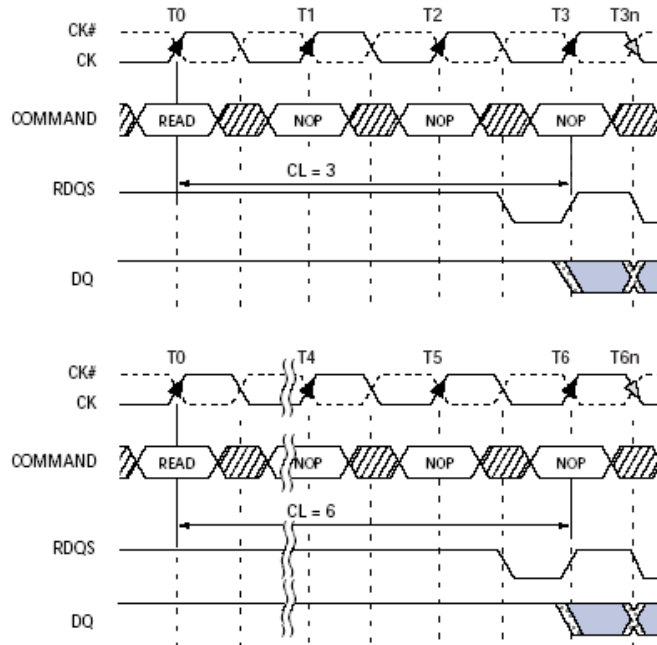 T0 T1 T2 T3 T3n
CK#
CK
COMMAND READ NOP NOP NOP
CL = 3
RDQS
DQ
T0 T4 T5 T6 T6n
CK#
CK
COMMAND READ NOP NOP NOP
CL = 6
RDQS
DQ